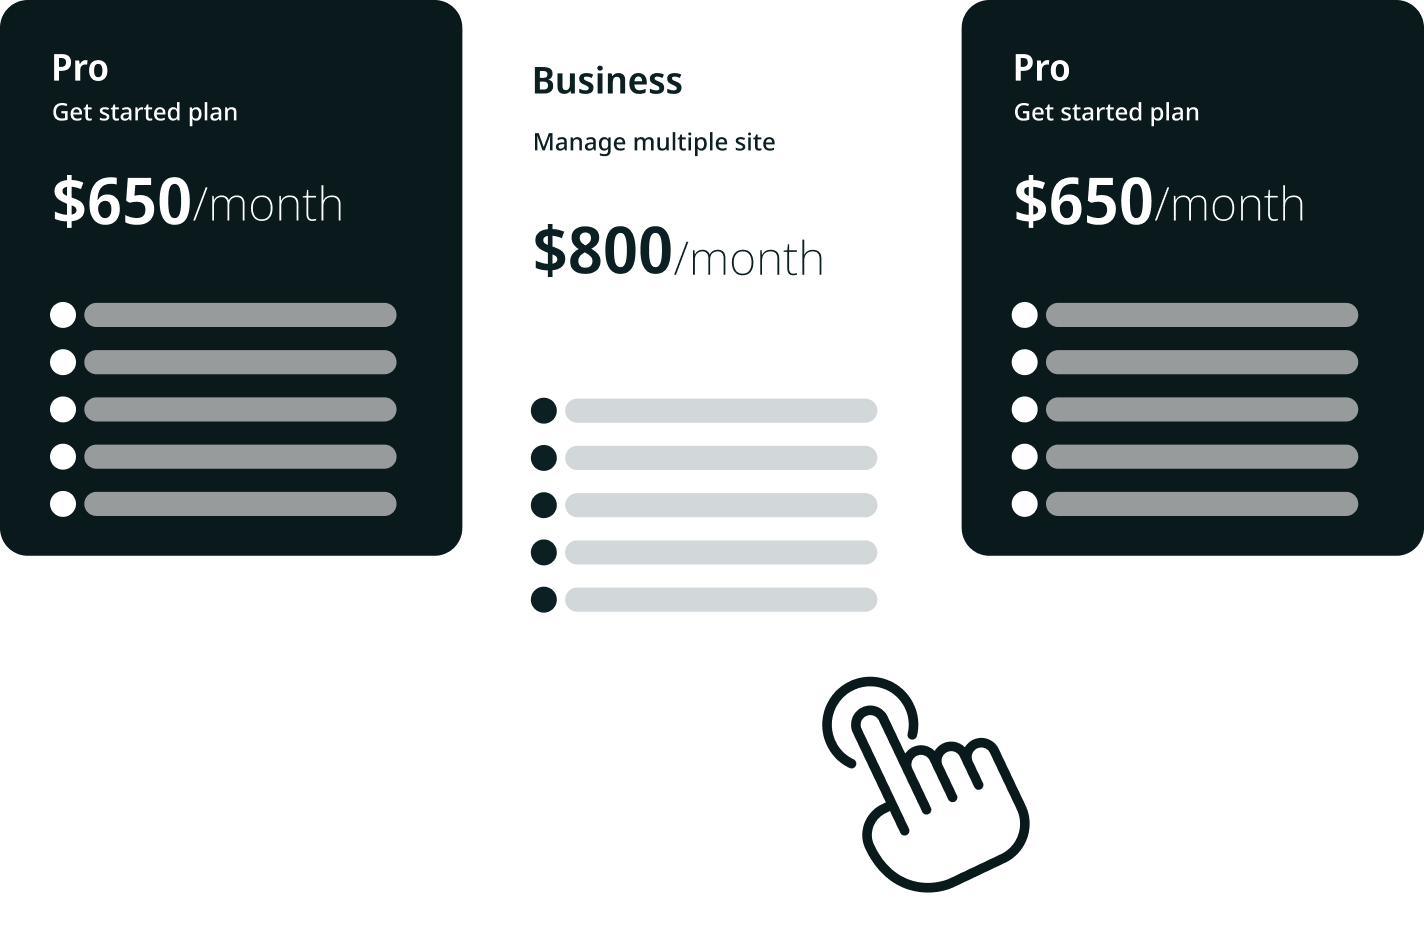 Pro
Get started plan
$650/month
Business
Manage multiple site
$800/month
Pro
Get started plan
$650/month